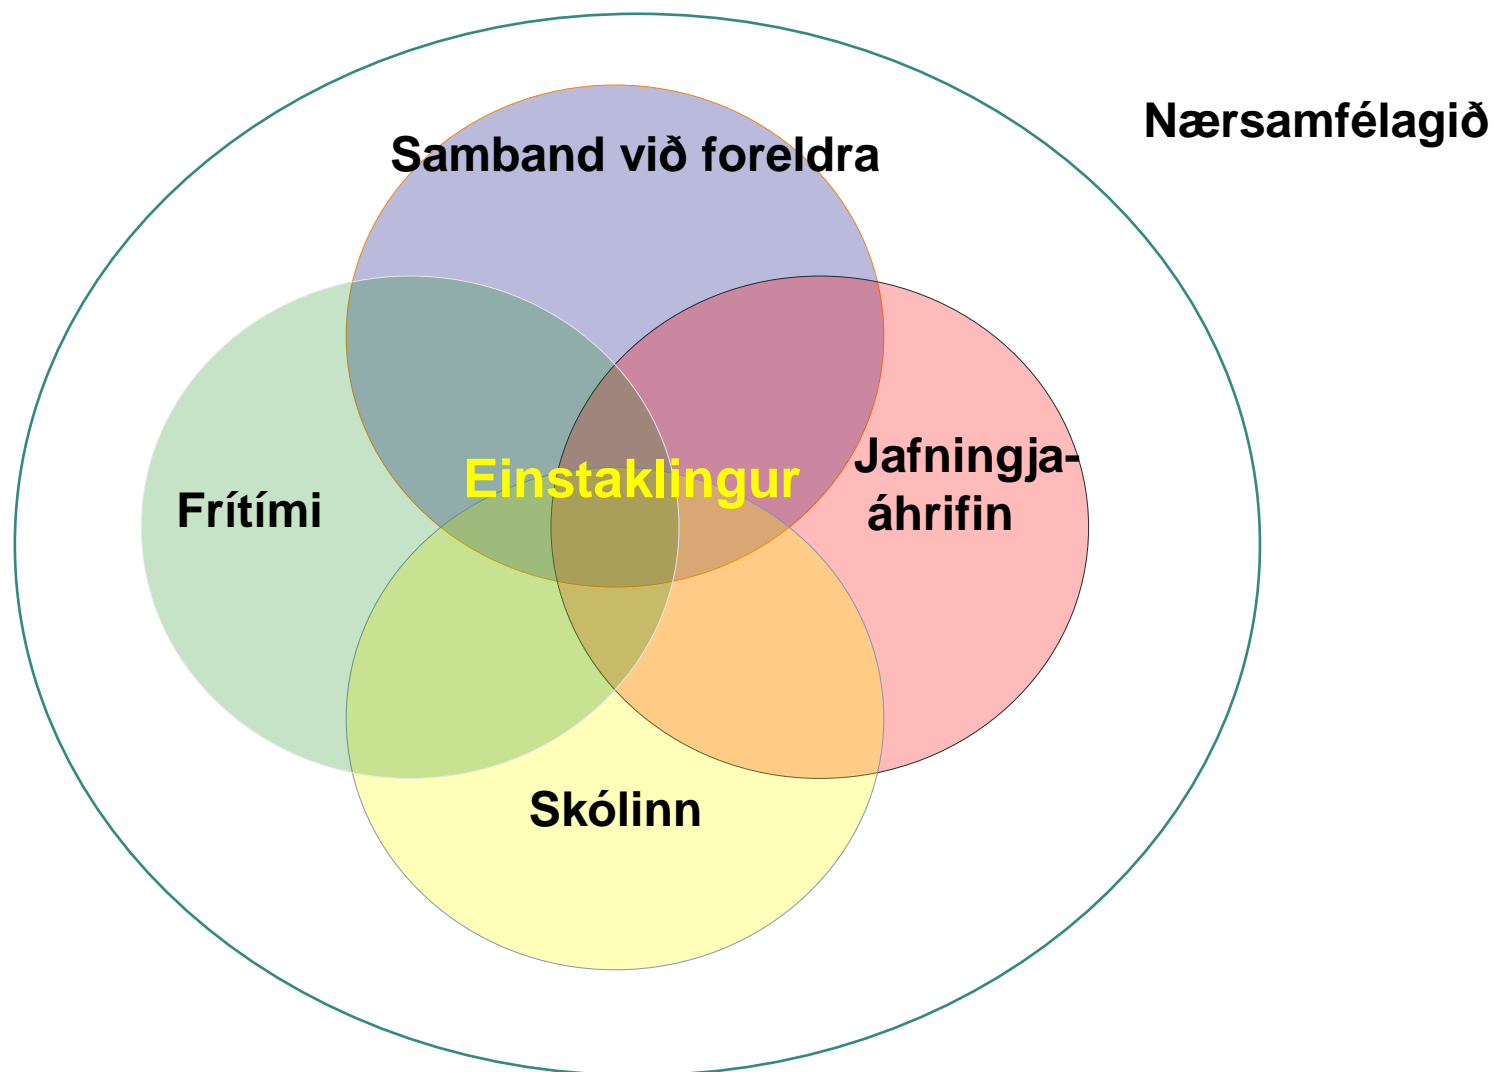 Nærsamfélagið
Samband við foreldra
Jafningja-
áhrifin
Einstaklingur
Frítími
Skólinn